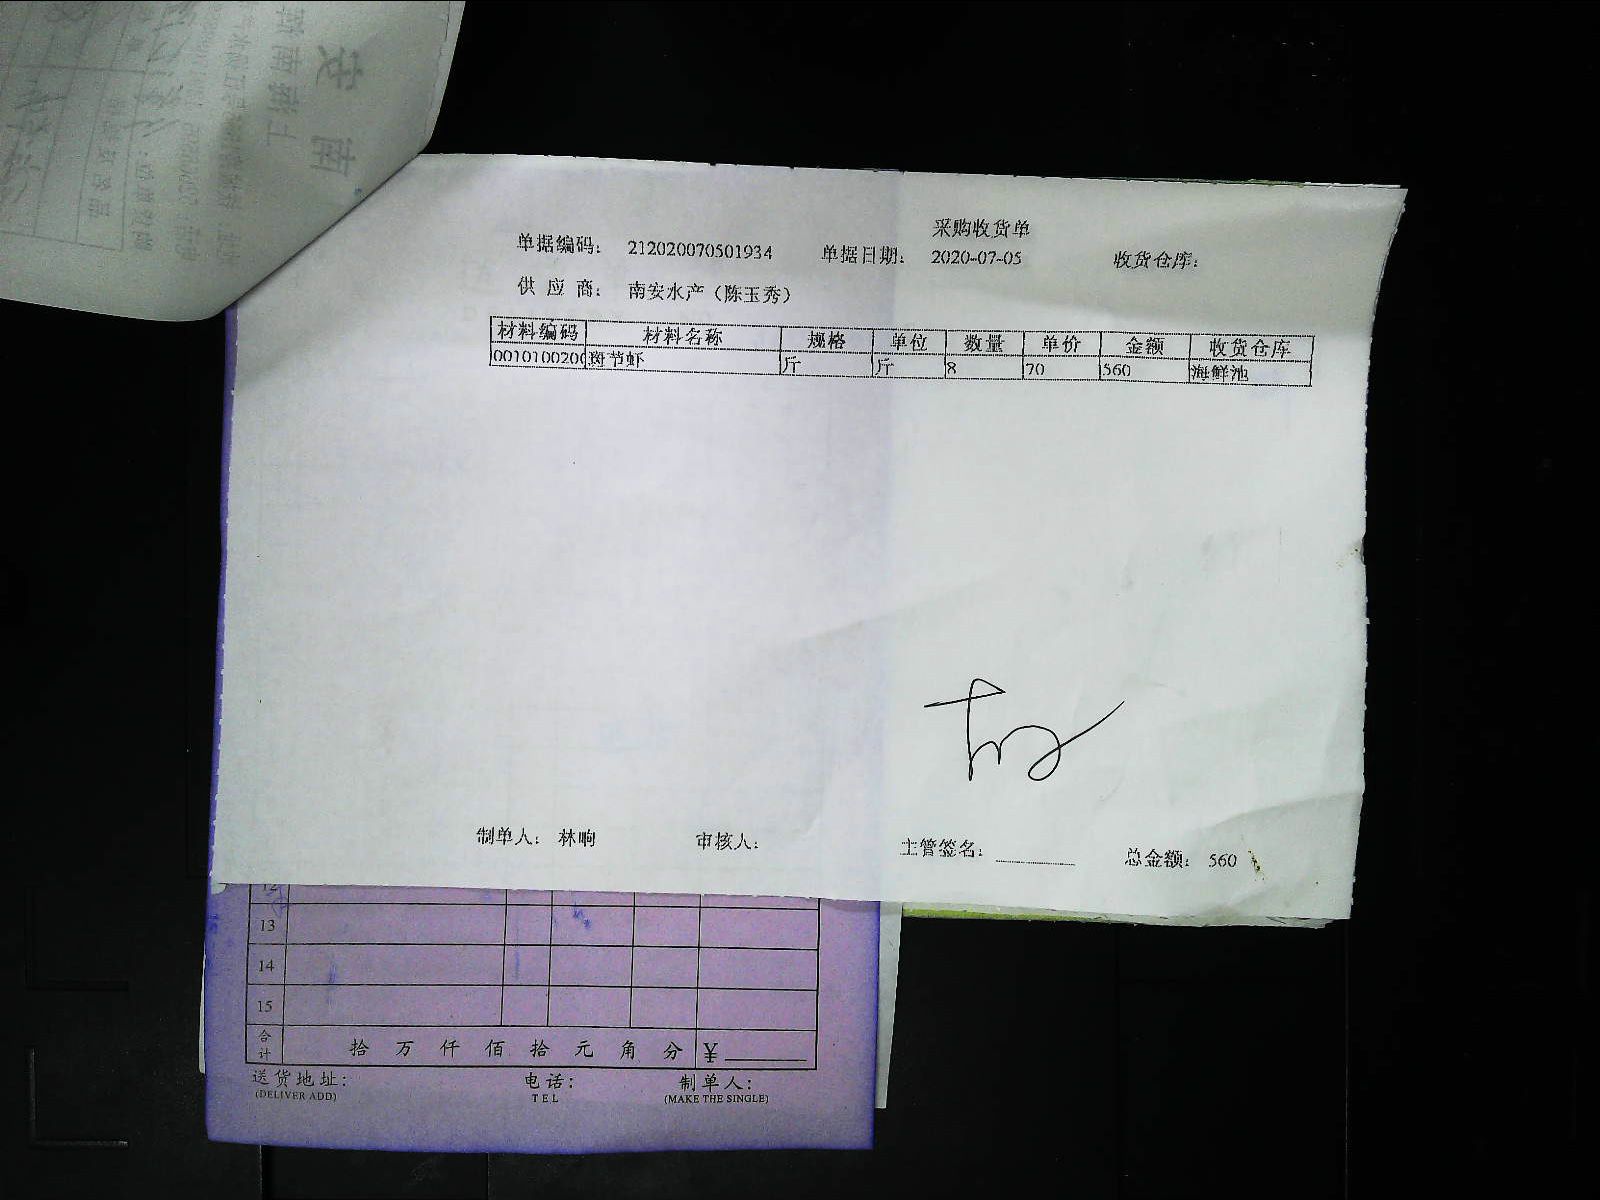 采购收货单
单据编码： 212020070501934 单据日期： 2020-07-05 收货仓库：
供 应 商： 南安水产（陈玉秀）
材料编码 材料名称 规格 单位 数量 单价 金额 收货仓库
0010100200 斑节虾 斤 斤 8 70 560 海鲜池
制单人： 林响 审核人： 主管签名： 总金额： 560
12
13
14
15
合计 拾 万 仟 佰 拾 元 角 分 ¥
送货地址： 电话： 制单人：
(DELIVER ADD) TEL (MAKE THE SINGLE)